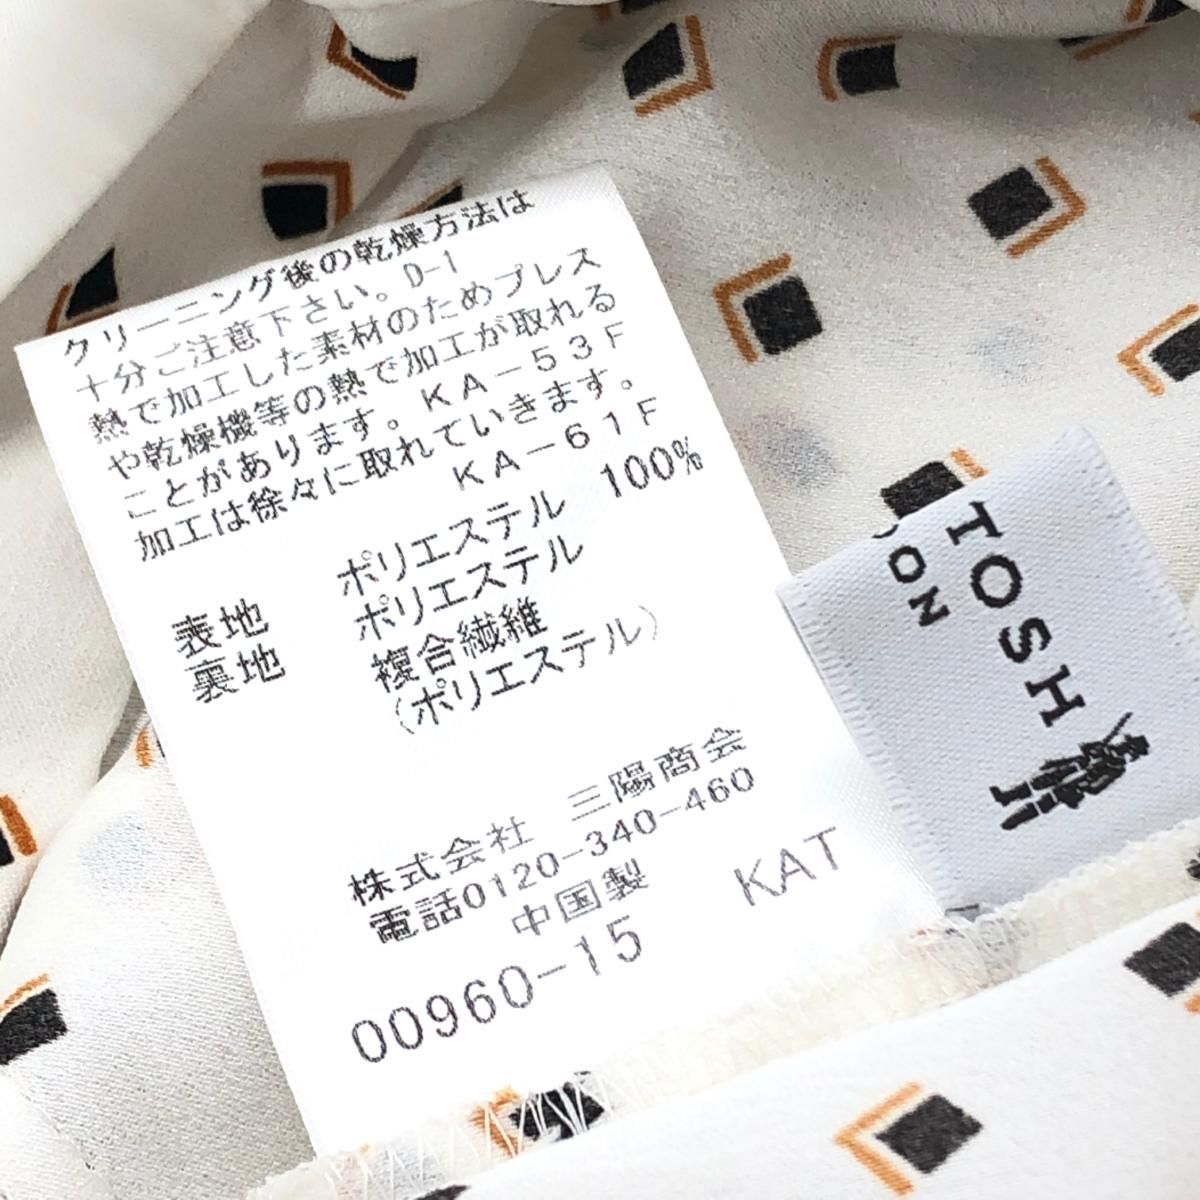 クリーニング後の乾燥方法は
十分ご注意下さい。D-1
熱で加工した素材のためプレス
や乾燥機等の熱で加工が取れる
ことがあります。KA-53F
加工は徐々に取れていきます。
KA-61F
表地 ポリエステル 100%
裏地 ポリエステル
複合繊維
(ポリエステル)
株式会社 三陽商会
電話0120-340-460
中国製 KAT
00960-15
TOSH
ON